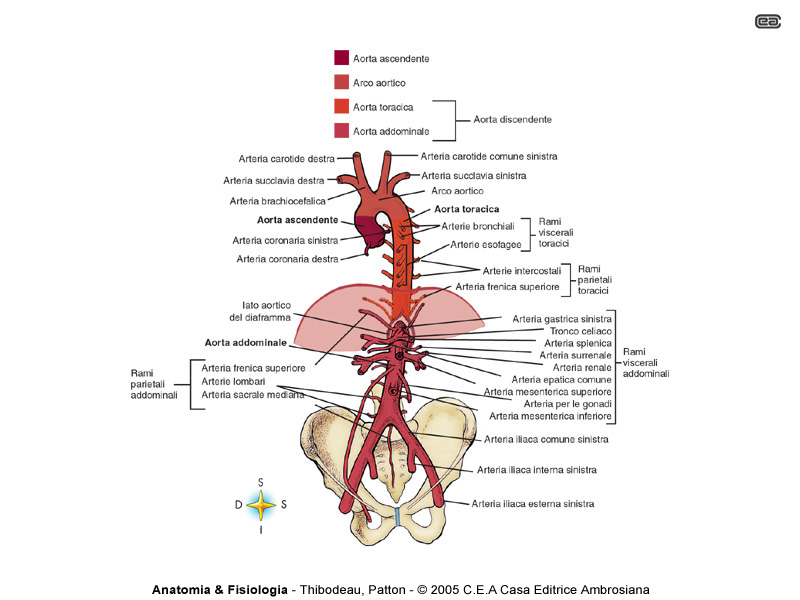 cea
Aorta ascendente
Arco aortico
Aorta toracica
Aorta addominale
Aorta discendente
Arteria carotide destra
Arteria carotide comune sinistra
Arteria succlavia destra
Arteria succlavia sinistra
Arteria brachiocefalica
Arco aortico
Aorta ascendente
Aorta toracica
Arteria coronaria sinistra
Arterie bronchiali
Arteria coronaria destra
Arterie esofagee
Rami
viscerali
toracici
Arterie intercostali
Arteria frenica superiore
Rami
parietali
toracici
Iato aortico
del diaframma
Aorta addominale
Arteria gastrica sinistra
Tronco celiaco
Arteria splenica
Arteria surrenale
Arteria renale
Arteria epatica comune
Arteria mesenterica superiore
Arteria per le gonadi
Arteria mesenterica inferiore
Rami
viscerali
addominali
Rami
parietali
addominali
Arteria frenica superiore
Arterie lombari
Arteria sacrale mediana
Arteria iliaca comune sinistra
Arteria iliaca interna sinistra
Arteria iliaca esterna sinistra
S
D S
I
Anatomia & Fisiologia - Thibodeau, Patton - © 2005 C.E.A Casa Editrice Ambrosiana